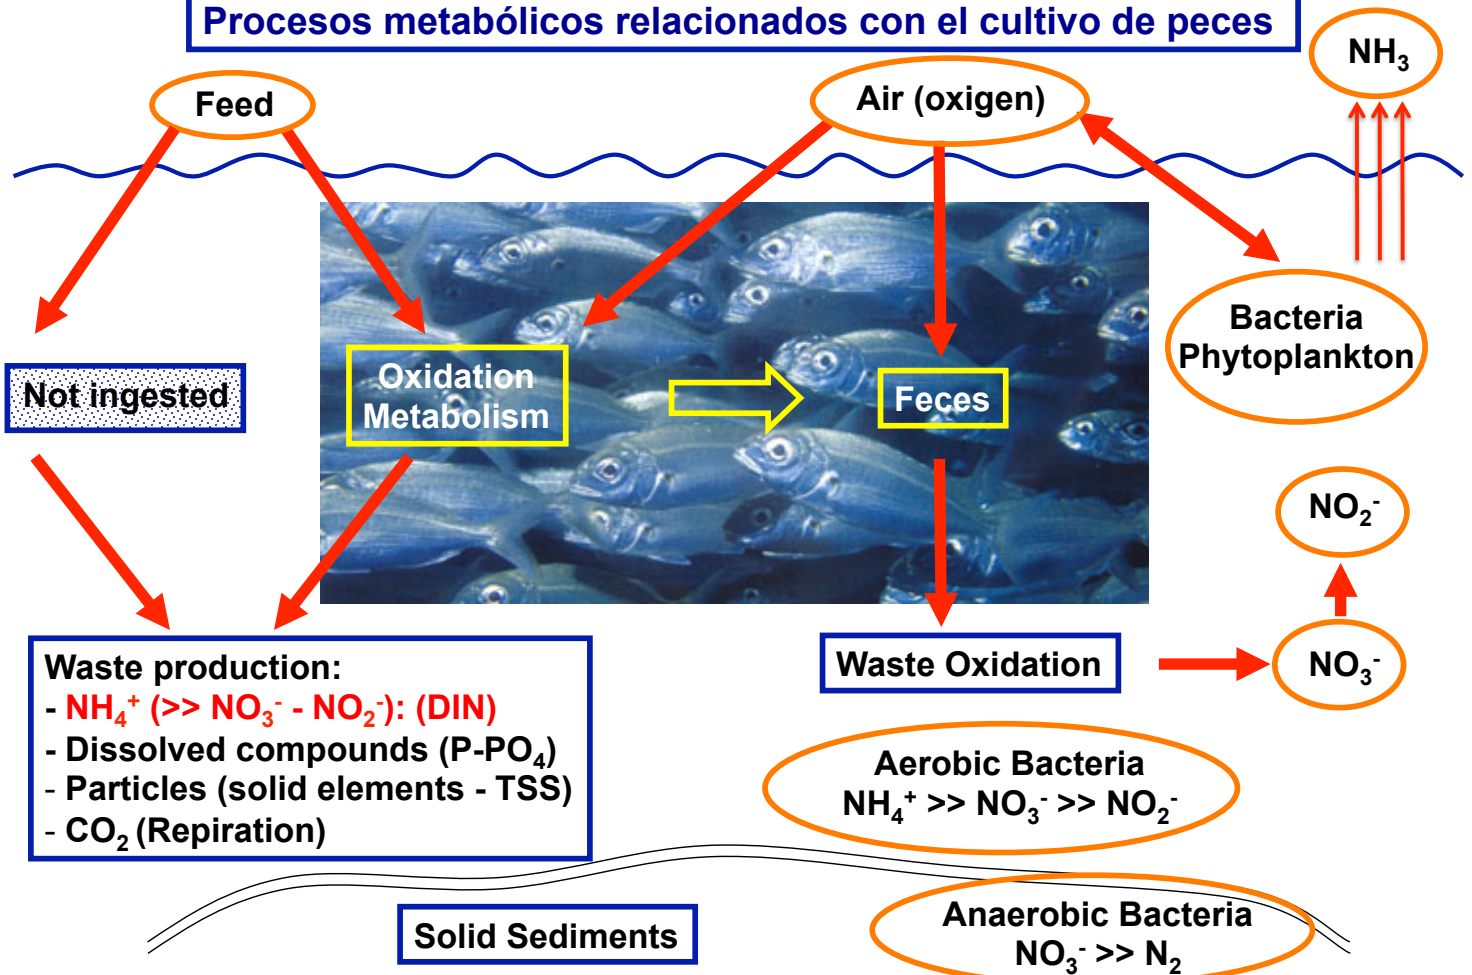 Procesos metabólicos relacionados con el cultivo de peces
NH₃
Feed
Air (oxigen)
Bacteria
Phytoplankton
Not ingested
Oxidation
Metabolism
Feces
NO₂⁻
Waste production:
- NH₄⁺ (>> NO₃⁻ - NO₂⁻): (DIN)
- Dissolved compounds (P-PO₄)
- Particles (solid elements - TSS)
- CO₂ (Repiration)
Waste Oxidation
NO₃⁻
Aerobic Bacteria
NH₄⁺ >> NO₃⁻ >> NO₂⁻
Solid Sediments
Anaerobic Bacteria
NO₃⁻ >> N₂